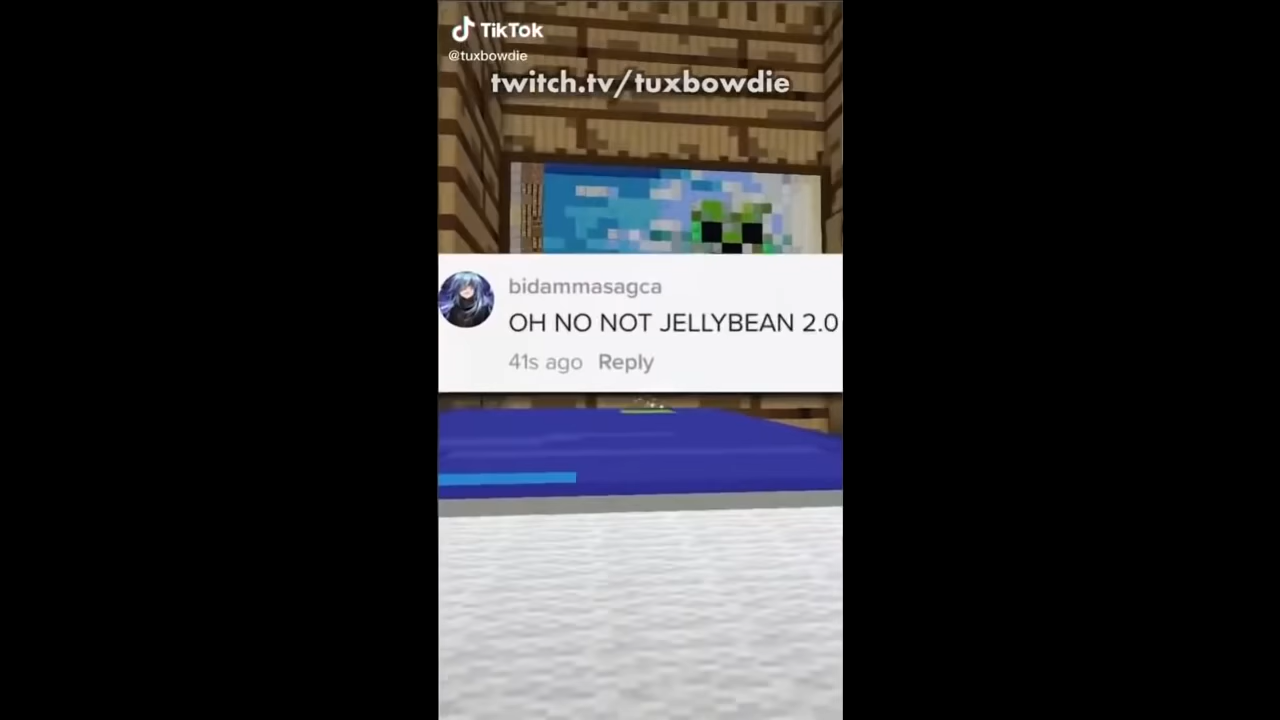 TikTok
@tuxbowdie
twitch.tv/tuxbowdie
bidammasagca
OH NO NOT JELLYBEAN 2.0
41s ago Reply